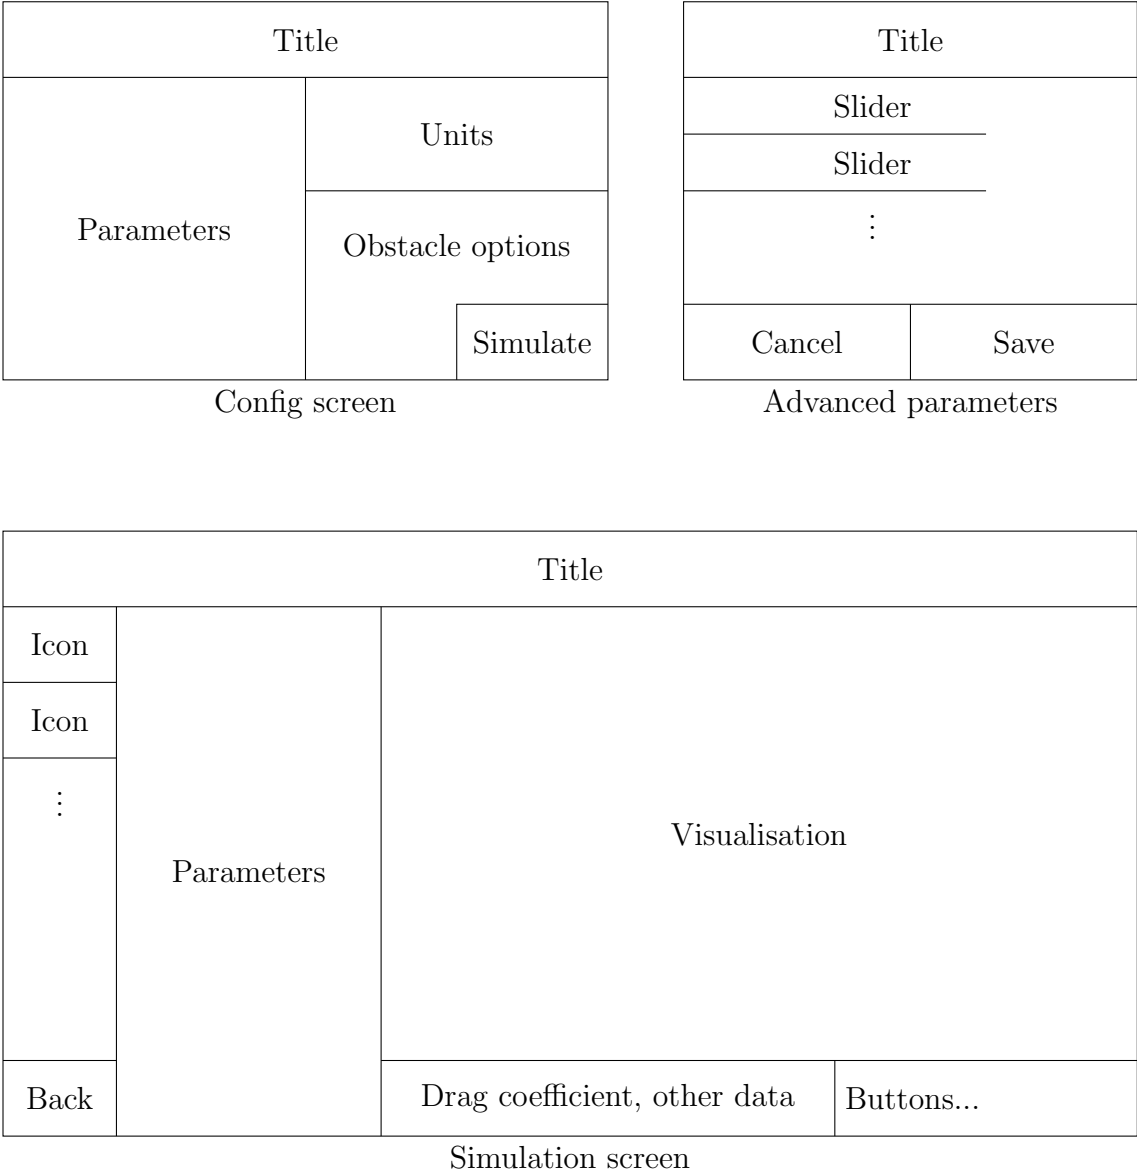 Title
Parameters
Units
Obstacle options
Simulate
Config screen
Title
Slider
Slider
⋮
Cancel
Save
Advanced parameters
Title
Icon
Icon
⋮
Back
Parameters
Visualisation
Drag coefficient, other data
Buttons...
Simulation screen